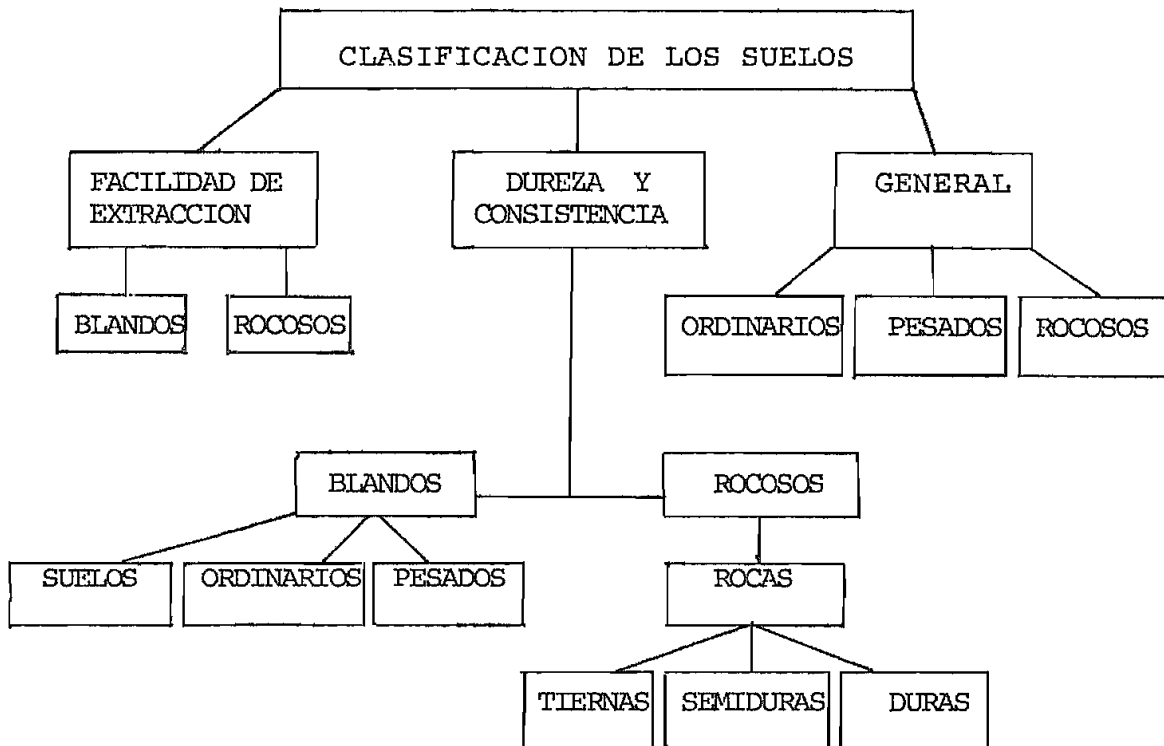 CLASIFICACION DE LOS SUELOS
FACILIDAD DE
EXTRACCION
DUREZA Y
CONSISTENCIA
GENERAL
BLANDOS
ROCOSOS
ORDINARIOS
PESADOS
ROCOSOS
BLANDOS
ROCOSOS
SUELOS
ORDINARIOS
PESADOS
ROCAS
TIERNAS
SEMIDURAS
DURAS